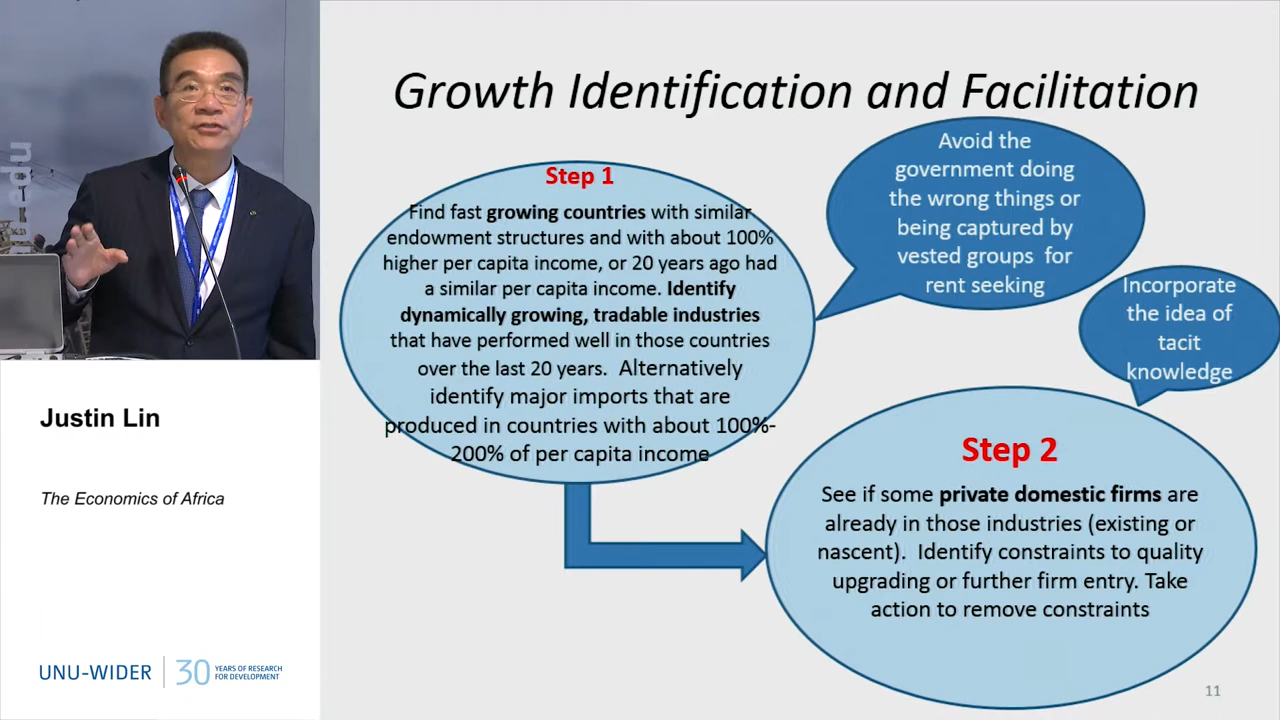 Growth Identification and Facilitation
Step 1
Find fast growing countries with similar
endowment structures and with about 100%
higher per capita income, or 20 years ago had
a similar per capita income. Identify
dynamically growing, tradable industries
that have performed well in those countries
over the last 20 years. Alternatively
identify major imports that are
produced in countries with about 100%-
200% of per capita income
Avoid the
government doing
the wrong things or
being captured by
vested groups for
rent seeking
Incorporate
the idea of
tacit
knowledge
Step 2
See if some private domestic firms are
already in those industries (existing or
nascent). Identify constraints to quality
upgrading or further firm entry. Take
action to remove constraints
11
Justin Lin
The Economics of Africa
UNU-WIDER
30
YEARS OF RESEARCH
FOR DEVELOPMENT